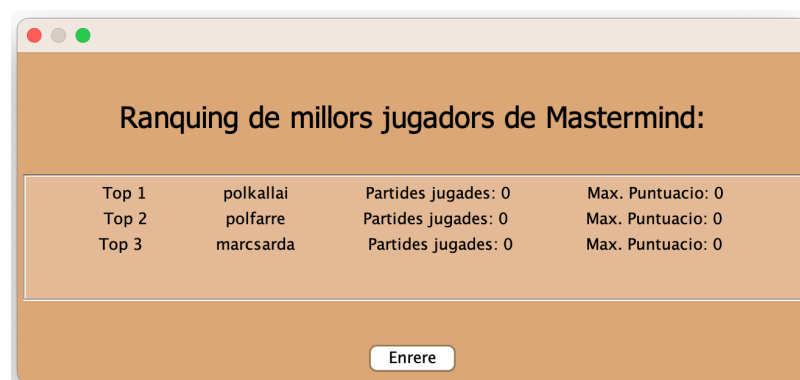 Ranquing de millors jugadors de Mastermind:
Top 1 polkallai Partides jugades: 0 Max. Puntuacio: 0
Top 2 polfarre Partides jugades: 0 Max. Puntuacio: 0
Top 3 marcsarda Partides jugades: 0 Max. Puntuacio: 0
Enrere